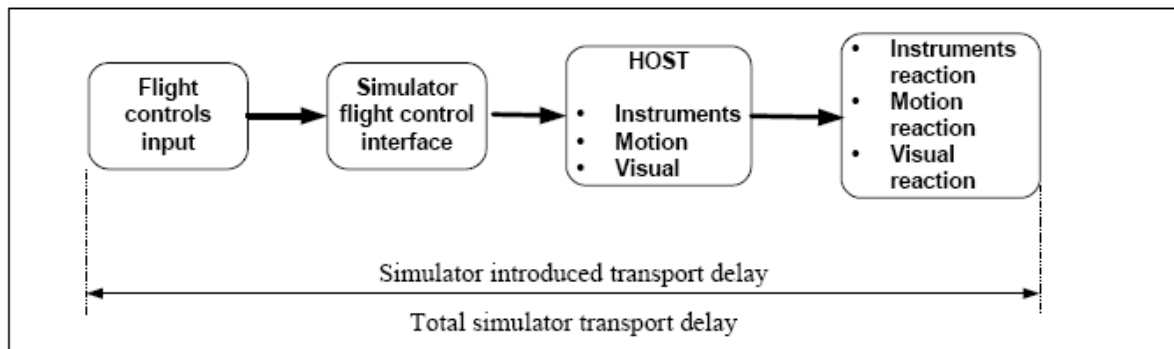 Flight
controls
input
Simulator
flight control
interface
HOST
• Instruments
• Motion
• Visual
• Instruments
reaction
• Motion
reaction
• Visual
reaction
Simulator introduced transport delay
Total simulator transport delay